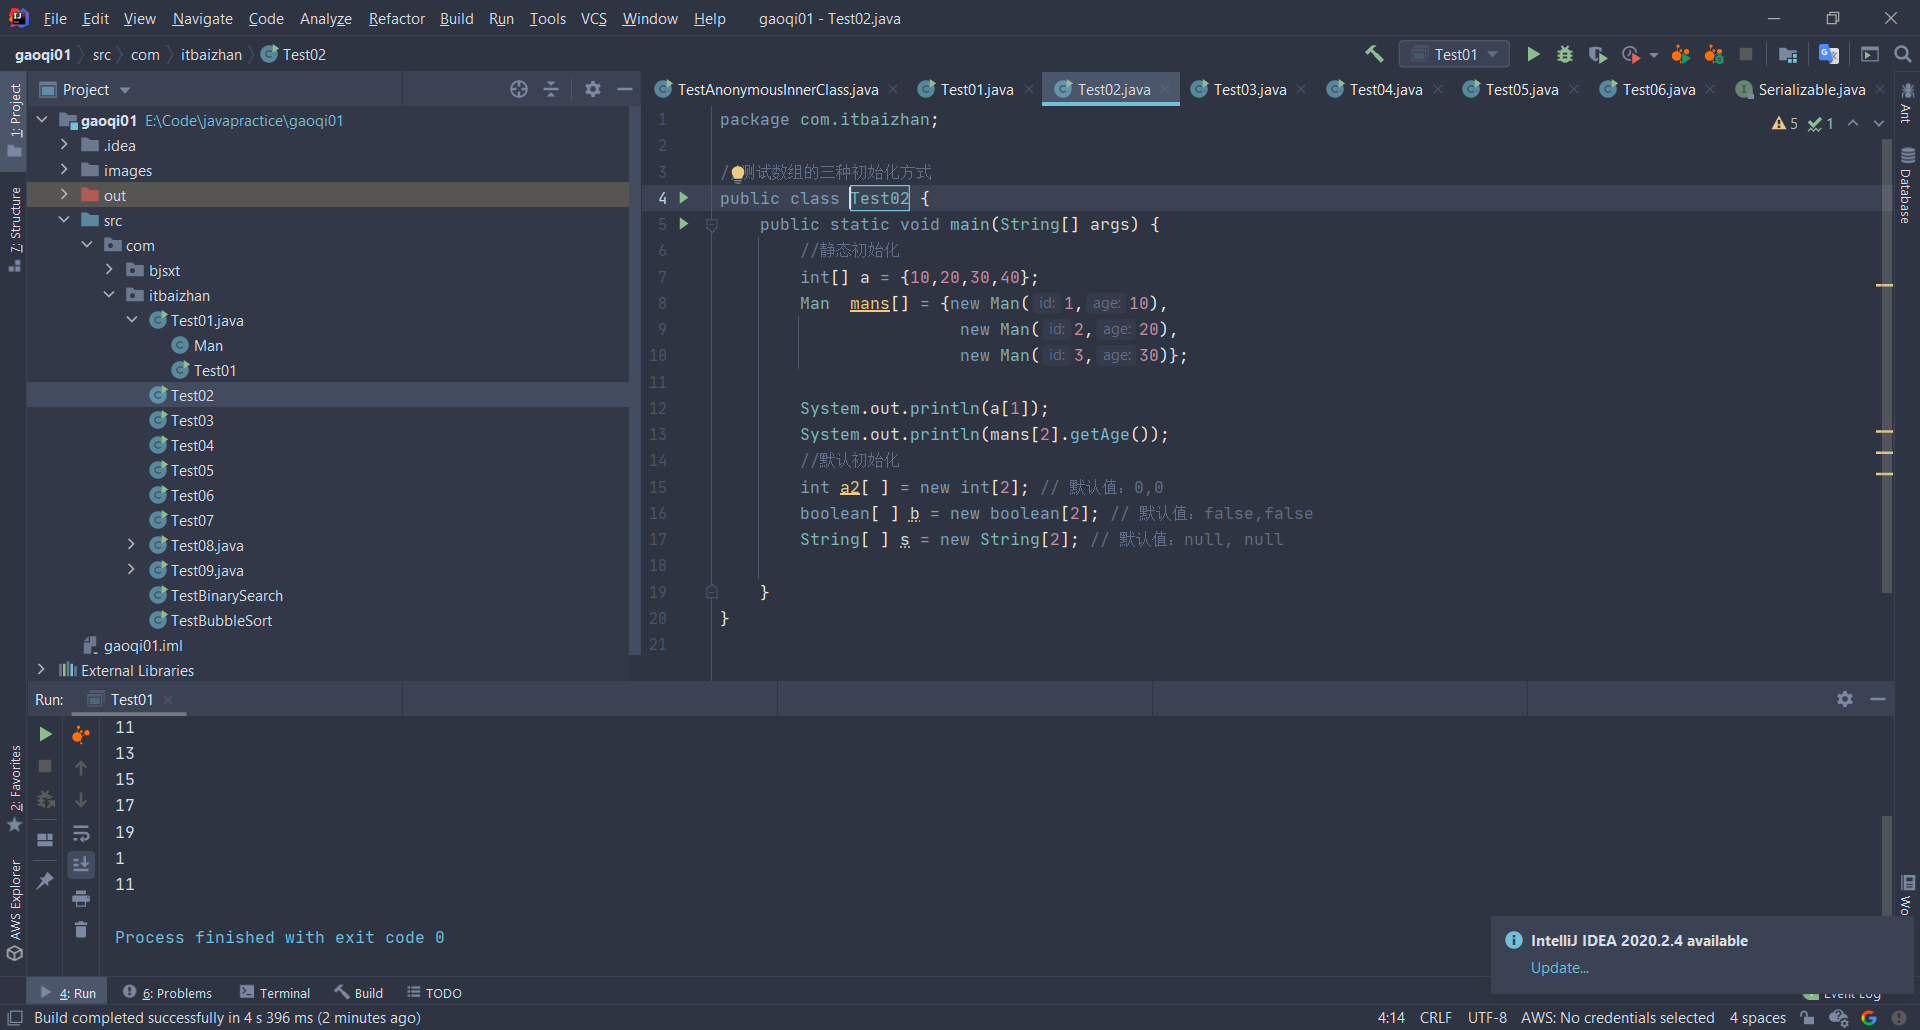 File Edit View Navigate Code Analyze Refactor Build Run Tools VCS Window Help gaoqi01 - Test02.java
gaoqi01 src com itbaizhan Test02 Test01
Project
TestAnonymousInnerClass.java Test01.java Test02.java Test03.java Test04.java Test05.java Test06.java Serializable.java
1: Project
7: Structure
2: Favorites
AWS Explorer
Ant
Database
gaoqi01 E:\Code\javapractice\gaoqi01
.idea
images
out
src
com
bjsxt
itbaizhan
Test01.java
Man
Test01
Test02
Test03
Test04
Test05
Test06
Test07
Test08.java
Test09.java
TestBinarySearch
TestBubbleSort
gaoqi01.iml
External Libraries
5 1
1 package com.itbaizhan;
2
3 /测试数组的三种初始化方式
4 public class Test02 {
5 public static void main(String[] args) {
6 //静态初始化
7 int[] a = {10,20,30,40};
8 Man mans[] = {new Man( id: 1, age: 10),
9 new Man( id: 2, age: 20),
10 new Man( id: 3, age: 30)};
11
12 System.out.println(a[1]);
13 System.out.println(mans[2].getAge());
14 //默认初始化
15 int a2[ ] = new int[2]; // 默认值：0,0
16 boolean[ ] b = new boolean[2]; // 默认值：false,false
17 String[ ] s = new String[2]; // 默认值：null, null
18
19 }
20 }
21
Run: Test01
11
13
15
17
19
1
11
Process finished with exit code 0
IntelliJ IDEA 2020.2.4 available
Update...
4: Run 6: Problems Terminal Build TODO Event Log
Build completed successfully in 4 s 396 ms (2 minutes ago) 4:14 CRLF UTF-8 AWS: No credentials selected 4 spaces